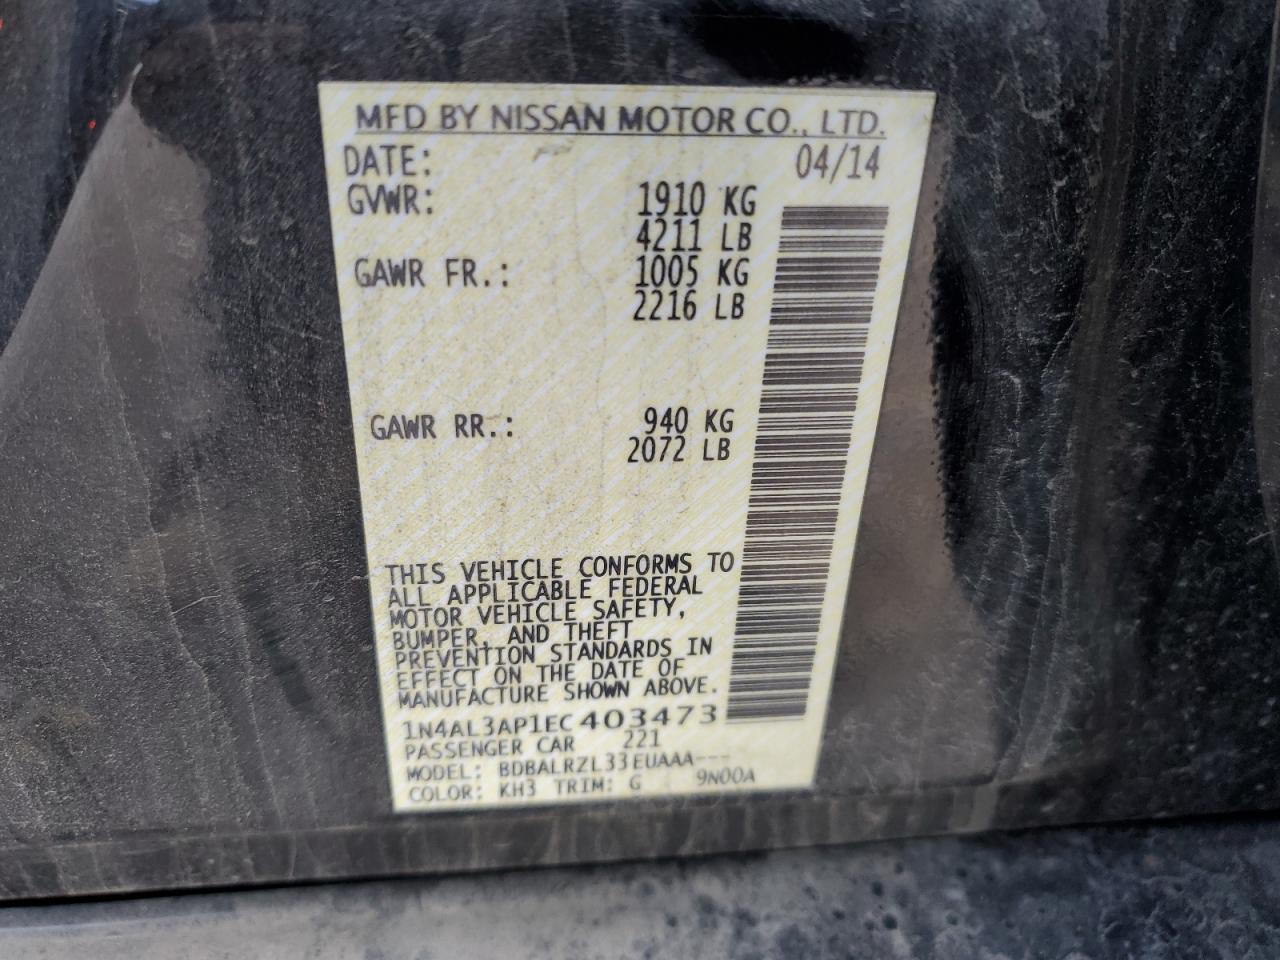 MFD BY NISSAN MOTOR CO., LTD.
DATE: 04/14
GVWR: 1910 KG
4211 LB
GAWR FR.: 1005 KG
2216 LB
GAWR RR.: 940 KG
2072 LB
THIS VEHICLE CONFORMS TO
ALL APPLICABLE FEDERAL
MOTOR VEHICLE SAFETY,
BUMPER, AND THEFT
PREVENTION STANDARDS IN
EFFECT ON THE DATE OF
MANUFACTURE SHOWN ABOVE.
1N4AL3AP1EC403473
PASSENGER CAR 221
MODEL: BDBALRZL33EUAAA---
COLOR: KH3 TRIM: G 9N00A